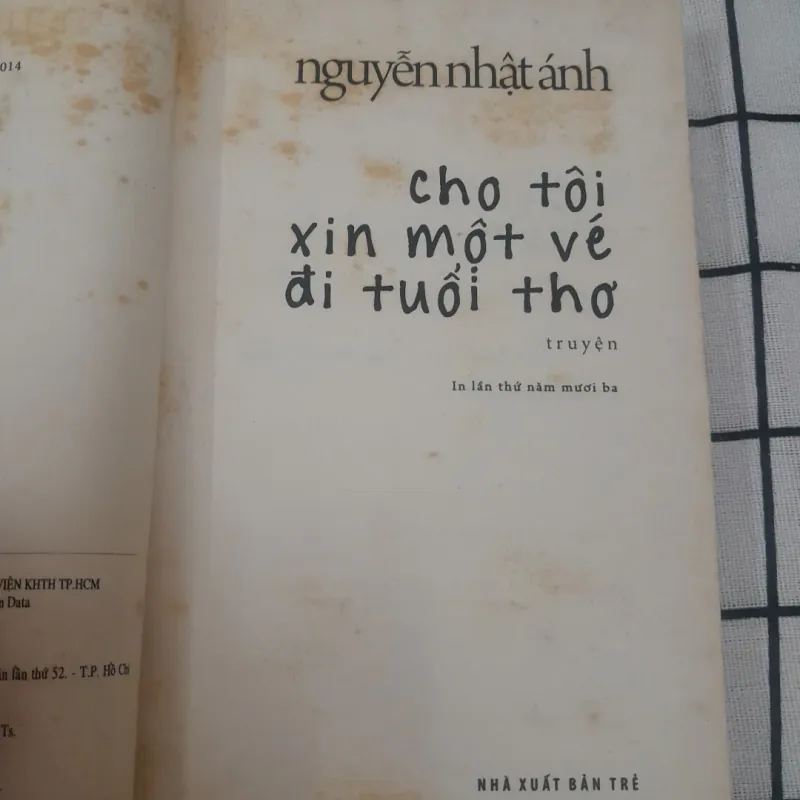 014
VIỆN KHTH TP.HCM
Data
in lần thứ 52. - T.P. Hồ Chí
Ts.
nguyễn nhật ánh
cho tôi
xin một vé
đi tuổi thơ
truyện
In lần thứ năm mươi ba
NHÀ XUẤT BẢN TRẺ